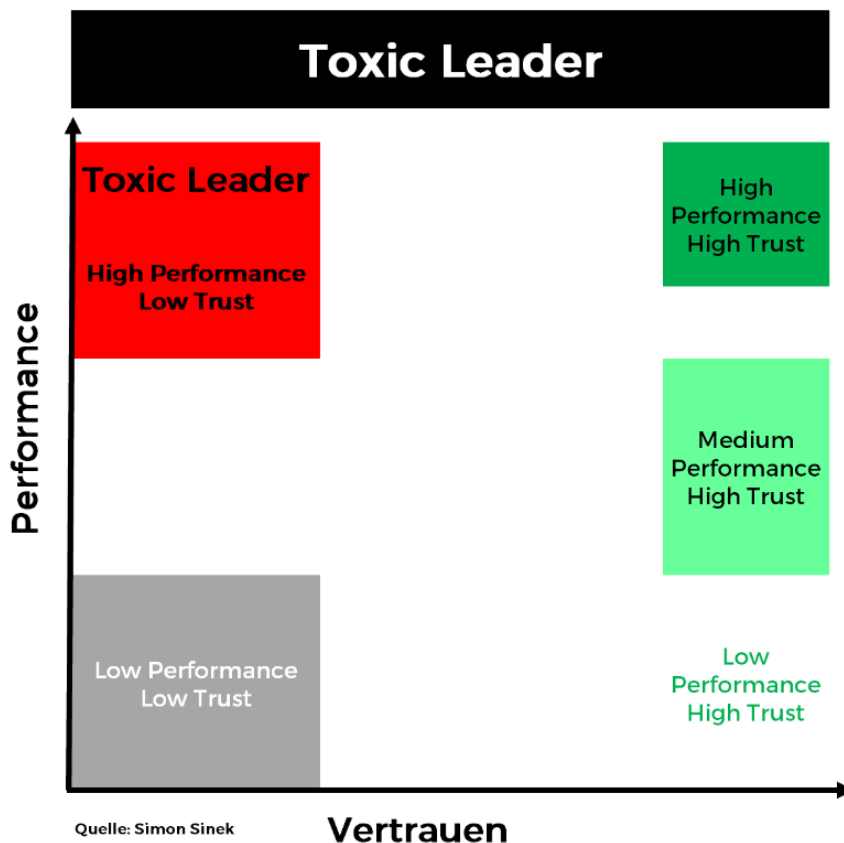 Toxic Leader
Toxic Leader
High Performance
Low Trust
High
Performance
High Trust
Performance
Medium
Performance
High Trust
Low Performance
Low Trust
Low
Performance
High Trust
Quelle: Simon Sinek
Vertrauen